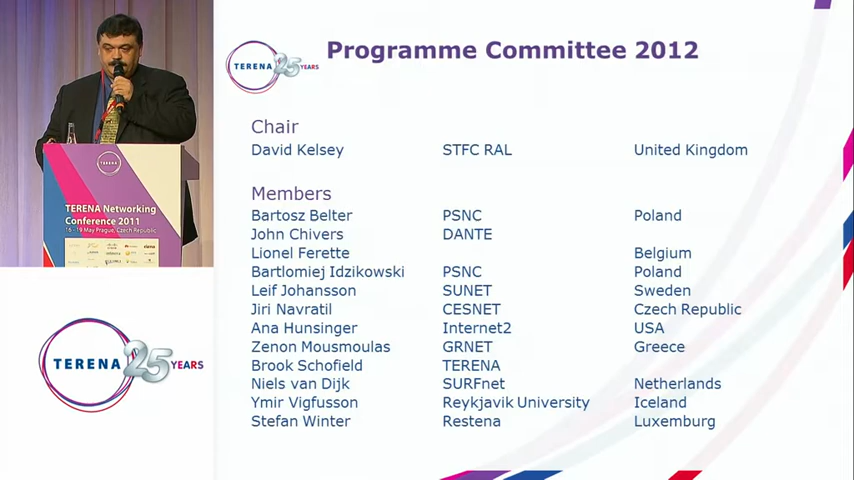 TERENA
TERENA Networking
Conference 2011
16 - 19 May Prague, Czech Republic
TERENA 25 YEARS
TERENA 25 YEARS
Programme Committee 2012
Chair
David Kelsey STFC RAL United Kingdom
Members
Bartosz Belter PSNC Poland
John Chivers DANTE
Lionel Ferette Belgium
Bartlomiej Idzikowski PSNC Poland
Leif Johansson SUNET Sweden
Jiri Navratil CESNET Czech Republic
Ana Hunsinger Internet2 USA
Zenon Mousmoulas GRNET Greece
Brook Schofield TERENA
Niels van Dijk SURFnet Netherlands
Ymir Vigfusson Reykjavik University Iceland
Stefan Winter Restena Luxemburg